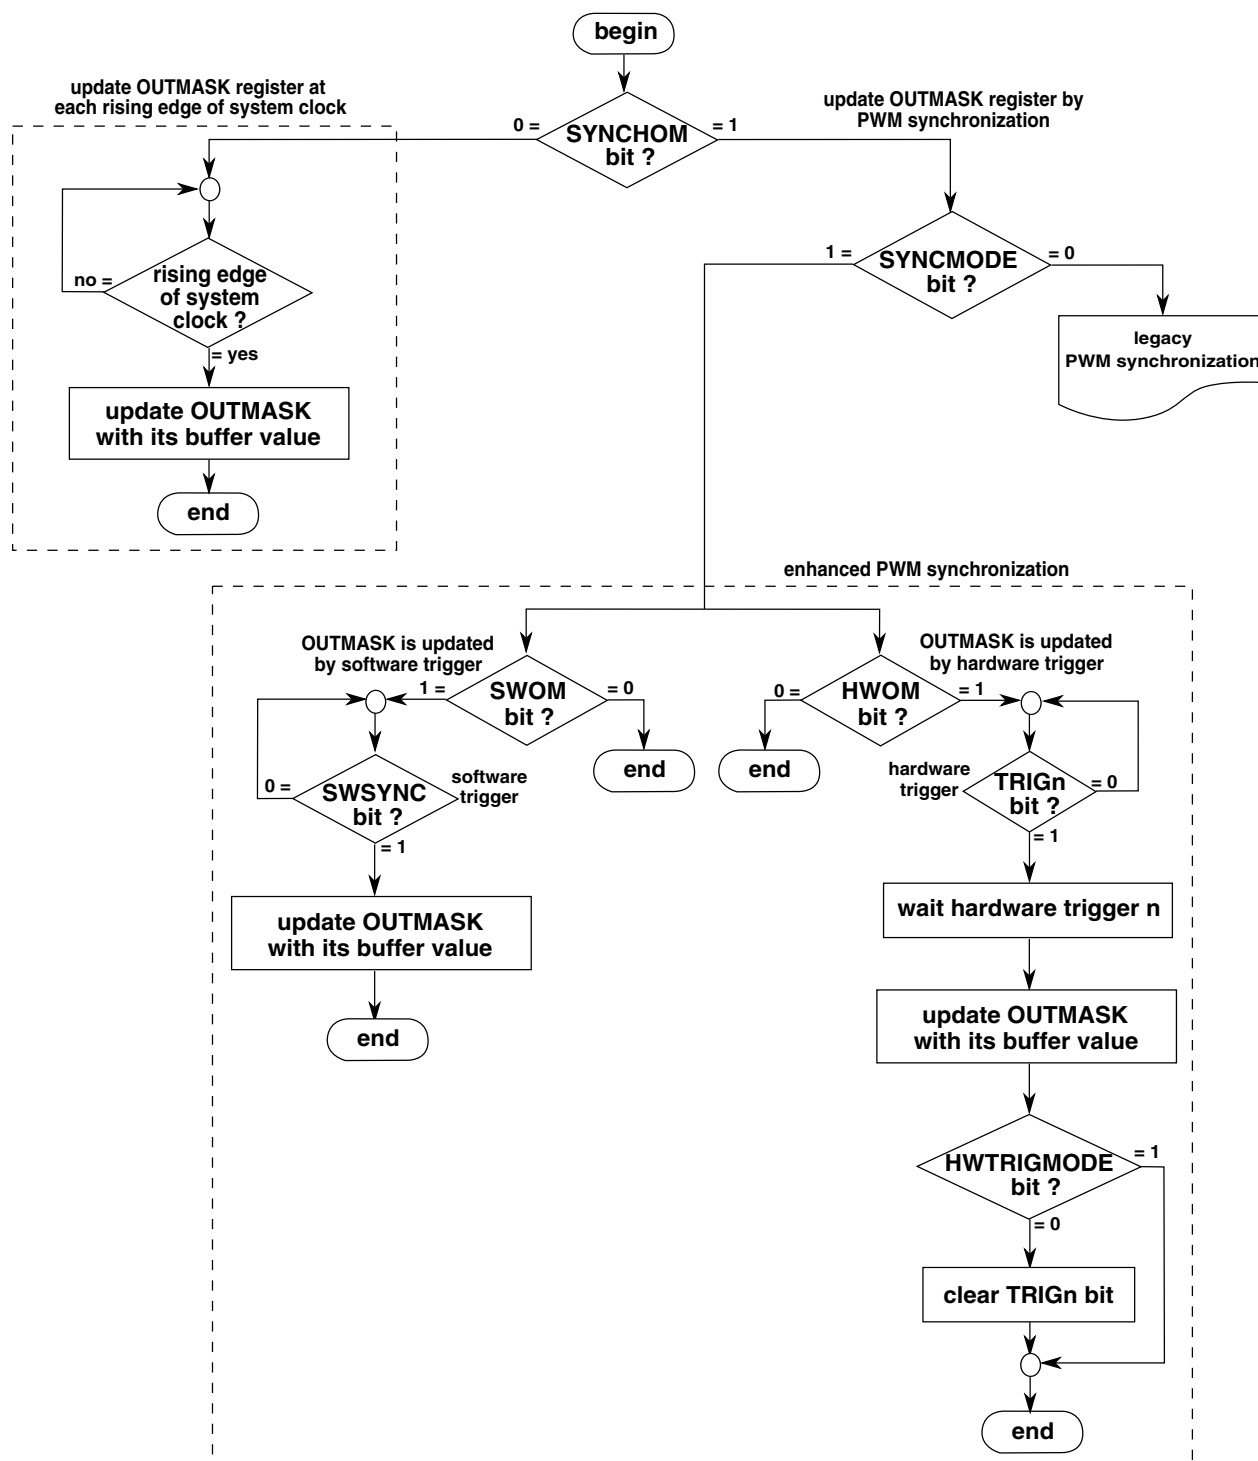 begin
update OUTMASK register at
each rising edge of system clock
update OUTMASK register by
PWM synchronization
0 =
SYNCHOM
bit ?
= 1
1 =
SYNCMODE
bit ?
= 0
no =
rising edge
of system
clock ?
= yes
legacy
PWM synchronization
update OUTMASK
with its buffer value
end
enhanced PWM synchronization
OUTMASK is updated
by software trigger
OUTMASK is updated
by hardware trigger
1 =
SWOM
bit ?
= 0
0 =
HWOM
bit ?
= 1
end
end
0 =
SWSYNC
bit ?
software
trigger
= 1
hardware
trigger
TRIGn
bit ?
= 0
= 1
update OUTMASK
with its buffer value
end
wait hardware trigger n
update OUTMASK
with its buffer value
HWTRIGMODE
bit ?
= 1
= 0
clear TRIGn bit
end